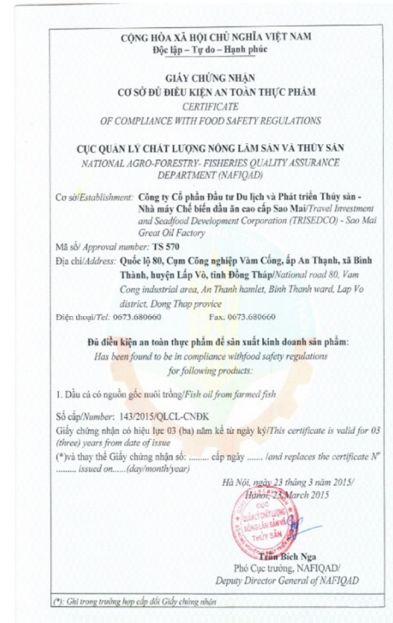 CỘNG HÒA XÃ HỘI CHỦ NGHĨA VIỆT NAM
Độc lập – Tự do – Hạnh phúc
GIẤY CHỨNG NHẬN
CƠ SỞ ĐỦ ĐIỀU KIỆN AN TOÀN THỰC PHẨM
CERTIFICATE
OF COMPLIANCE WITH FOOD SAFETY REGULATIONS
CỤC QUẢN LÝ CHẤT LƯỢNG NÔNG LÂM SẢN VÀ THỦY SẢN
NATIONAL AGRO-FORESTRY- FISHERIES QUALITY ASSURANCE
DEPARTMENT (NAFIQAD)
Cơ sở/Establishment: Công ty Cổ phần Đầu tư Du lịch và Phát triển Thủy sản -
Nhà máy Chế biến dầu ăn cao cấp Sao Mai/Travel Investment
and Seadfood Development Corporation (TRISEDCO) - Sao Mai
Great Oil Factory
Mã số/ Approval number: TS 570
Địa chỉ/Address: Quốc lộ 80, Cụm Công nghiệp Vàm Cống, ấp An Thạnh, xã Bình
Thành, huyện Lấp Vò, tỉnh Đồng Tháp/National road 80, Vam
Cong industrial area, An Thanh hamlet, Binh Thanh ward, Lap Vo
district, Dong Thap provice
Điện thoại/Tel: 0673.680660 Fax: 0673.680660
Đủ điều kiện an toàn thực phẩm để sản xuất kinh doanh sản phẩm:
Has been found to be in compliance withfood safety regulations
for following products:
1. Dầu cá có nguồn gốc nuôi trồng/Fish oil from farmed fish
Số cấp/Number: 143/2015/QLCL-CNĐK
Giấy chứng nhận có hiệu lực 03 (ba) năm kể từ ngày ký/This certificate is valid for 03
(three) years from date of issue
(*)và thay thế Giấy chứng nhận số: ......... cấp ngày ....... /and replaces the certificate N°
.......... issued on...... (day/month/year)
Hà Nội, ngày 23 tháng 3 năm 2015/
Hanoi, 23 March 2015
CỤC
QUẢN LÝ CHẤT LƯỢNG
NÔNG LÂM SẢN VÀ
THỦY SẢN
Trần Bích Nga
Phó Cục trưởng, NAFIQAD/
Deputy Director General of NAFIQAD
(*): Ghi trong trường hợp cấp đổi Giấy chứng nhận